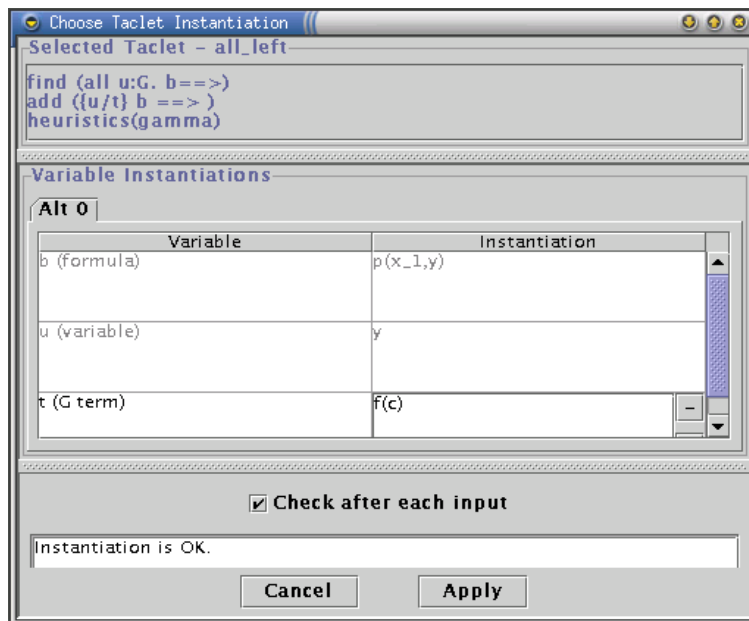 Choose Taclet Instantiation
Selected Taclet - all_left
find (all u:G. b==>)
add ({u/t} b ==> )
heuristics(gamma)
Variable Instantiations
Alt 0
Variable Instantiation
b (formula) p(x_1,y)
u (variable) y
t (G term) f(c) –
Check after each input
Instantiation is OK.
Cancel Apply